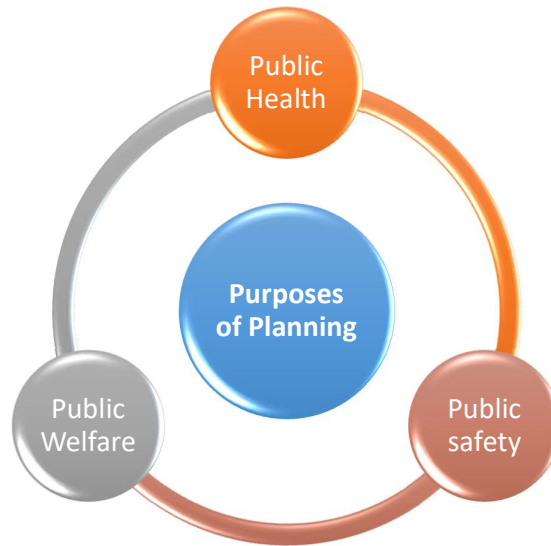 Public
Health
Purposes
of Planning
Public
Welfare
Public
safety